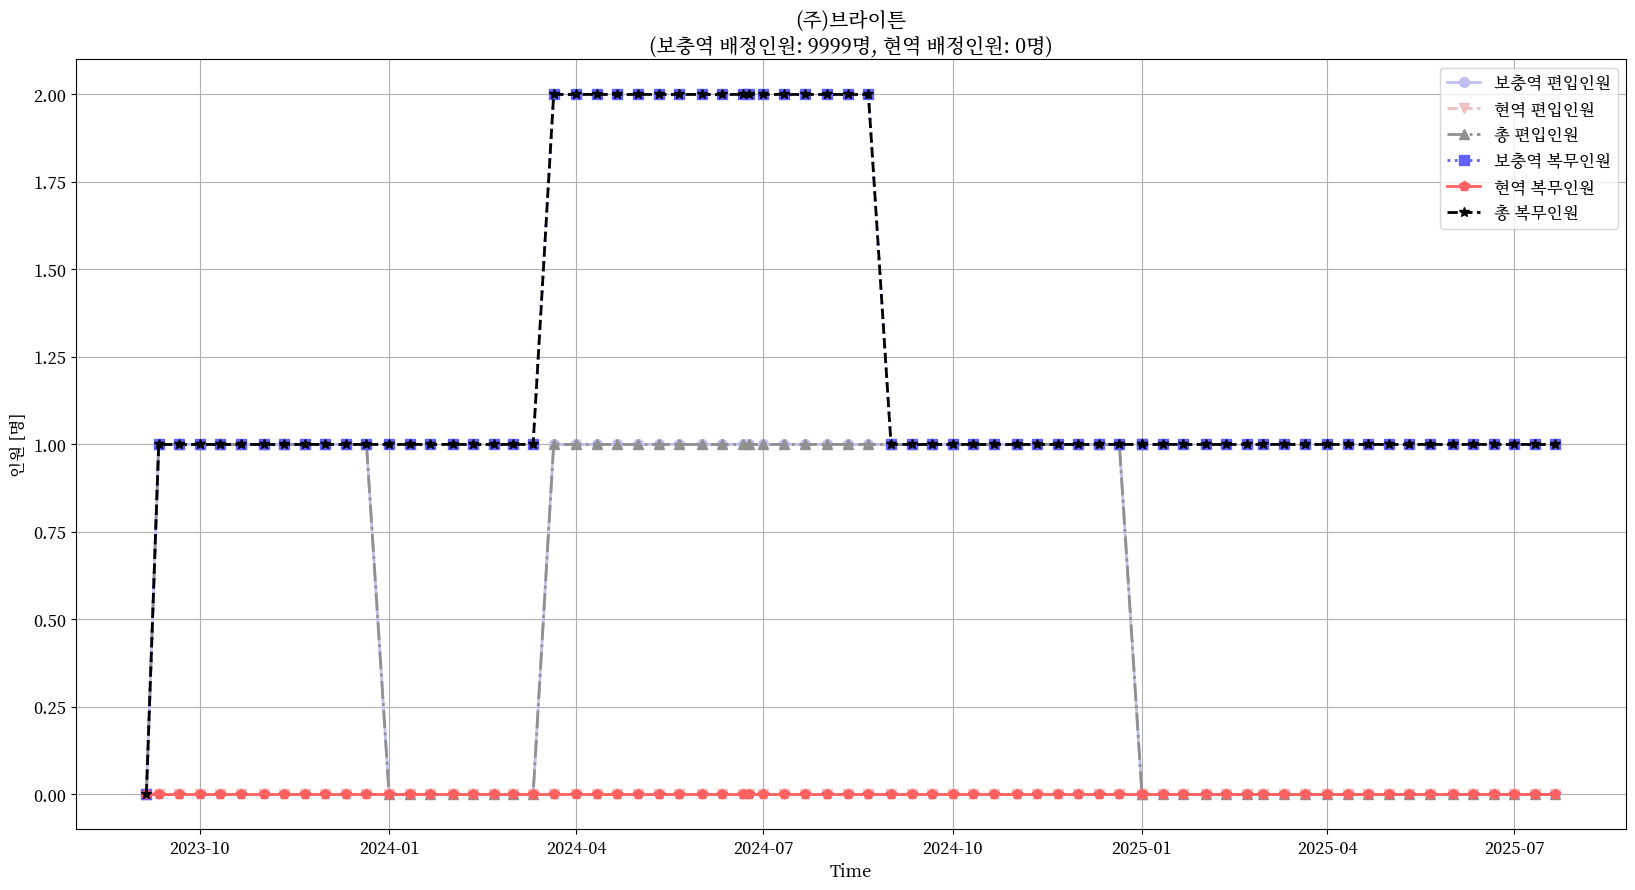 (주)브라이튼
(보충역 배정인원: 9999명, 현역 배정인원: 0명)
보충역 편입인원
현역 편입인원
총 편입인원
보충역 복무인원
현역 복무인원
총 복무인원
인원 [명]
2.00
1.75
1.50
1.25
1.00
0.75
0.50
0.25
0.00
2023-10 2024-01 2024-04 2024-07 2024-10 2025-01 2025-04 2025-07
Time